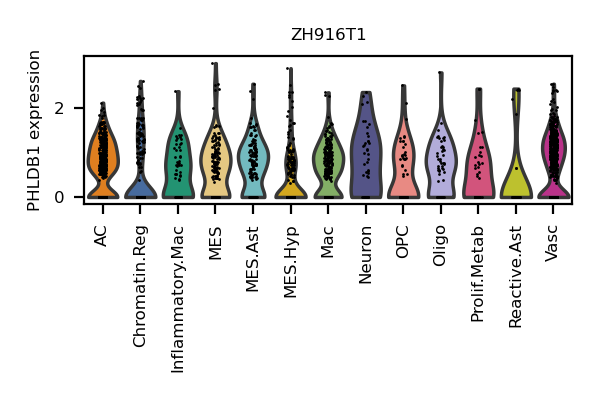 ZH916T1
PHLDB1 expression
2
0
AC
Chromatin.Reg
Inflammatory.Mac
MES
MES.Ast
MES.Hyp
Mac
Neuron
OPC
Oligo
Prolif.Metab
Reactive.Ast
Vasc